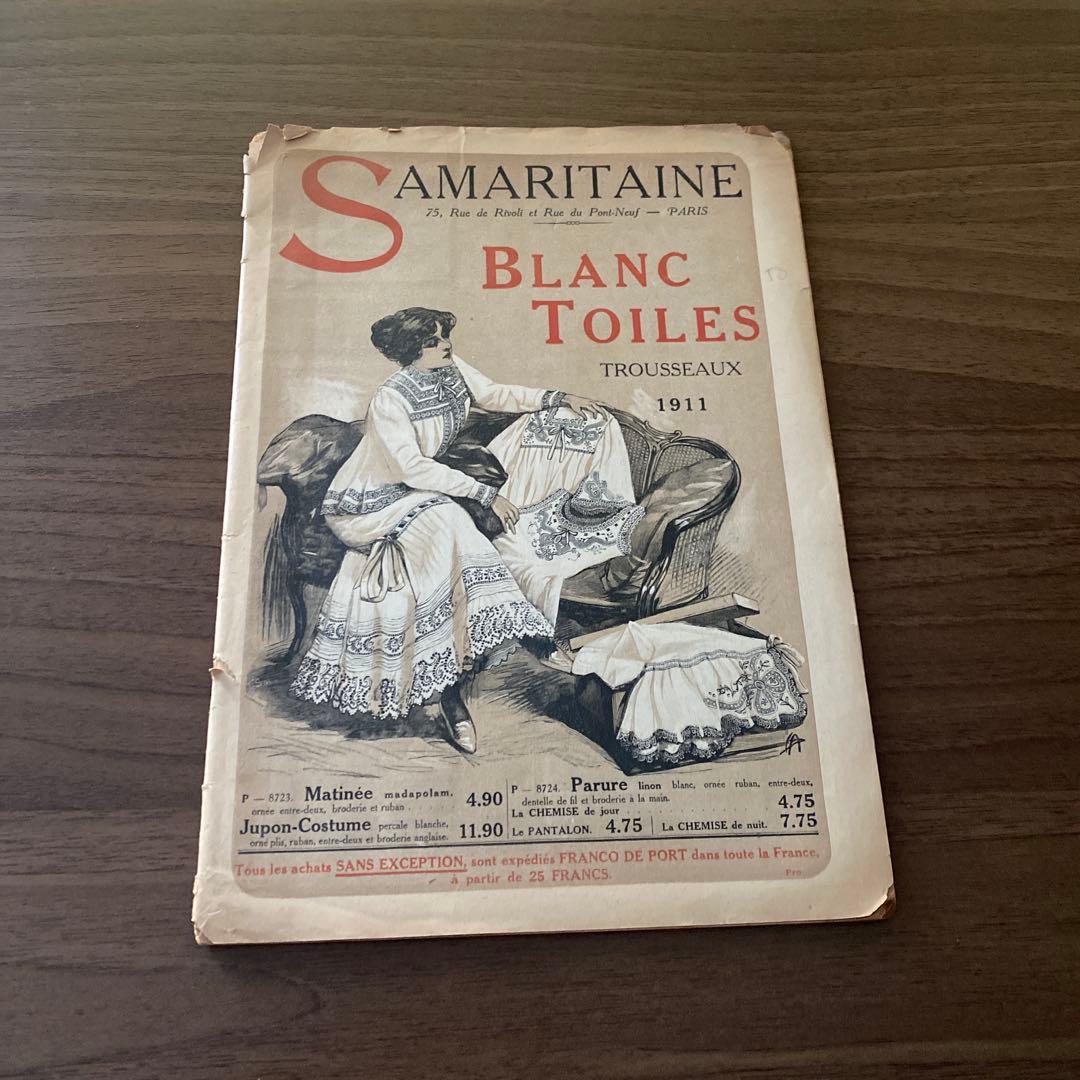 SAMARITAINE
75, Rue de Rivoli et Rue du Pont-Neuf — PARIS
BLANC
TOILES
TROUSSEAUX
1911
P — 8723. Matinée madapolam, 4.90
ornée entre-deux, broderie et ruban . . . . .
Jupon-Costume percale blanche, 11.90
orné plis, ruban, entre-deux et broderie anglaise.
P — 8724. Parure linon blanc, ornée ruban, entre-deux,
dentelle de fil et broderie à la main.
La CHEMISE de jour . . . . . 4.75
Le PANTALON. 4.75 La CHEMISE de nuit. 7.75
Tous les achats SANS EXCEPTION, sont expédiés FRANCO DE PORT dans toute la France,
à partir de 25 FRANCS.
Pro